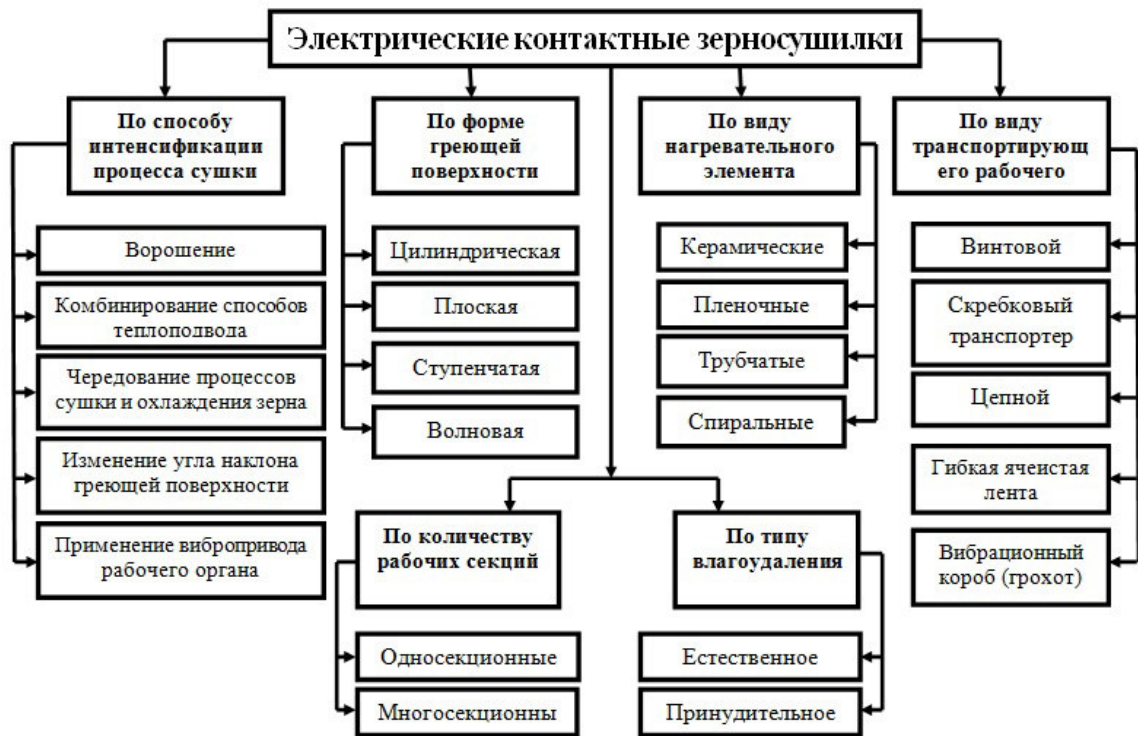 Электрические контактные зерносушилки
По способу
интенсификации
процесса сушки
Ворошение
Комбинирование способов
теплоподвода
Чередование процессов
сушки и охлаждения зерна
Изменение угла наклона
греющей поверхности
Применение вибропривода
рабочего органа
По форме
греющей
поверхности
Цилиндрическая
Плоская
Ступенчатая
Волновая
По виду
нагревательного
элемента
Керамические
Пленочные
Трубчатые
Спиральные
По виду
транспортирующ
его рабочего
Винтовой
Скребковый
транспортер
Цепной
Гибкая ячеистая
лента
Вибрационный
короб (грохот)
По количеству
рабочих секций
Односекционные
Многосекционны
По типу
влагоудаления
Естественное
Принудительное